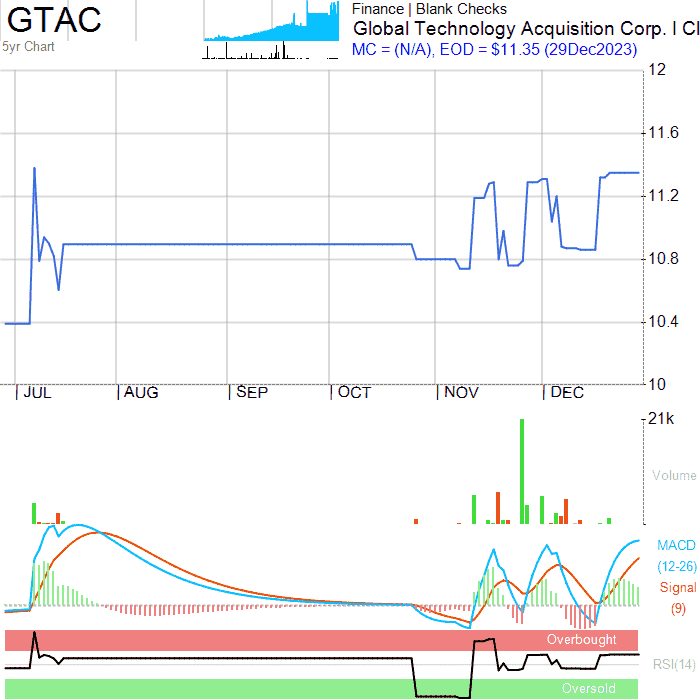 GTAC
5yr Chart
Finance | Blank Checks
Global Technology Acquisition Corp. I Cl
MC = (N/A), EOD = $11.35 (29Dec2023)
12
11.6
11.2
10.8
10.4
10
JUL AUG SEP OCT NOV DEC
21k
Volume
MACD
(12-26)
Signal
(9)
Overbought
RSI(14)
Oversold